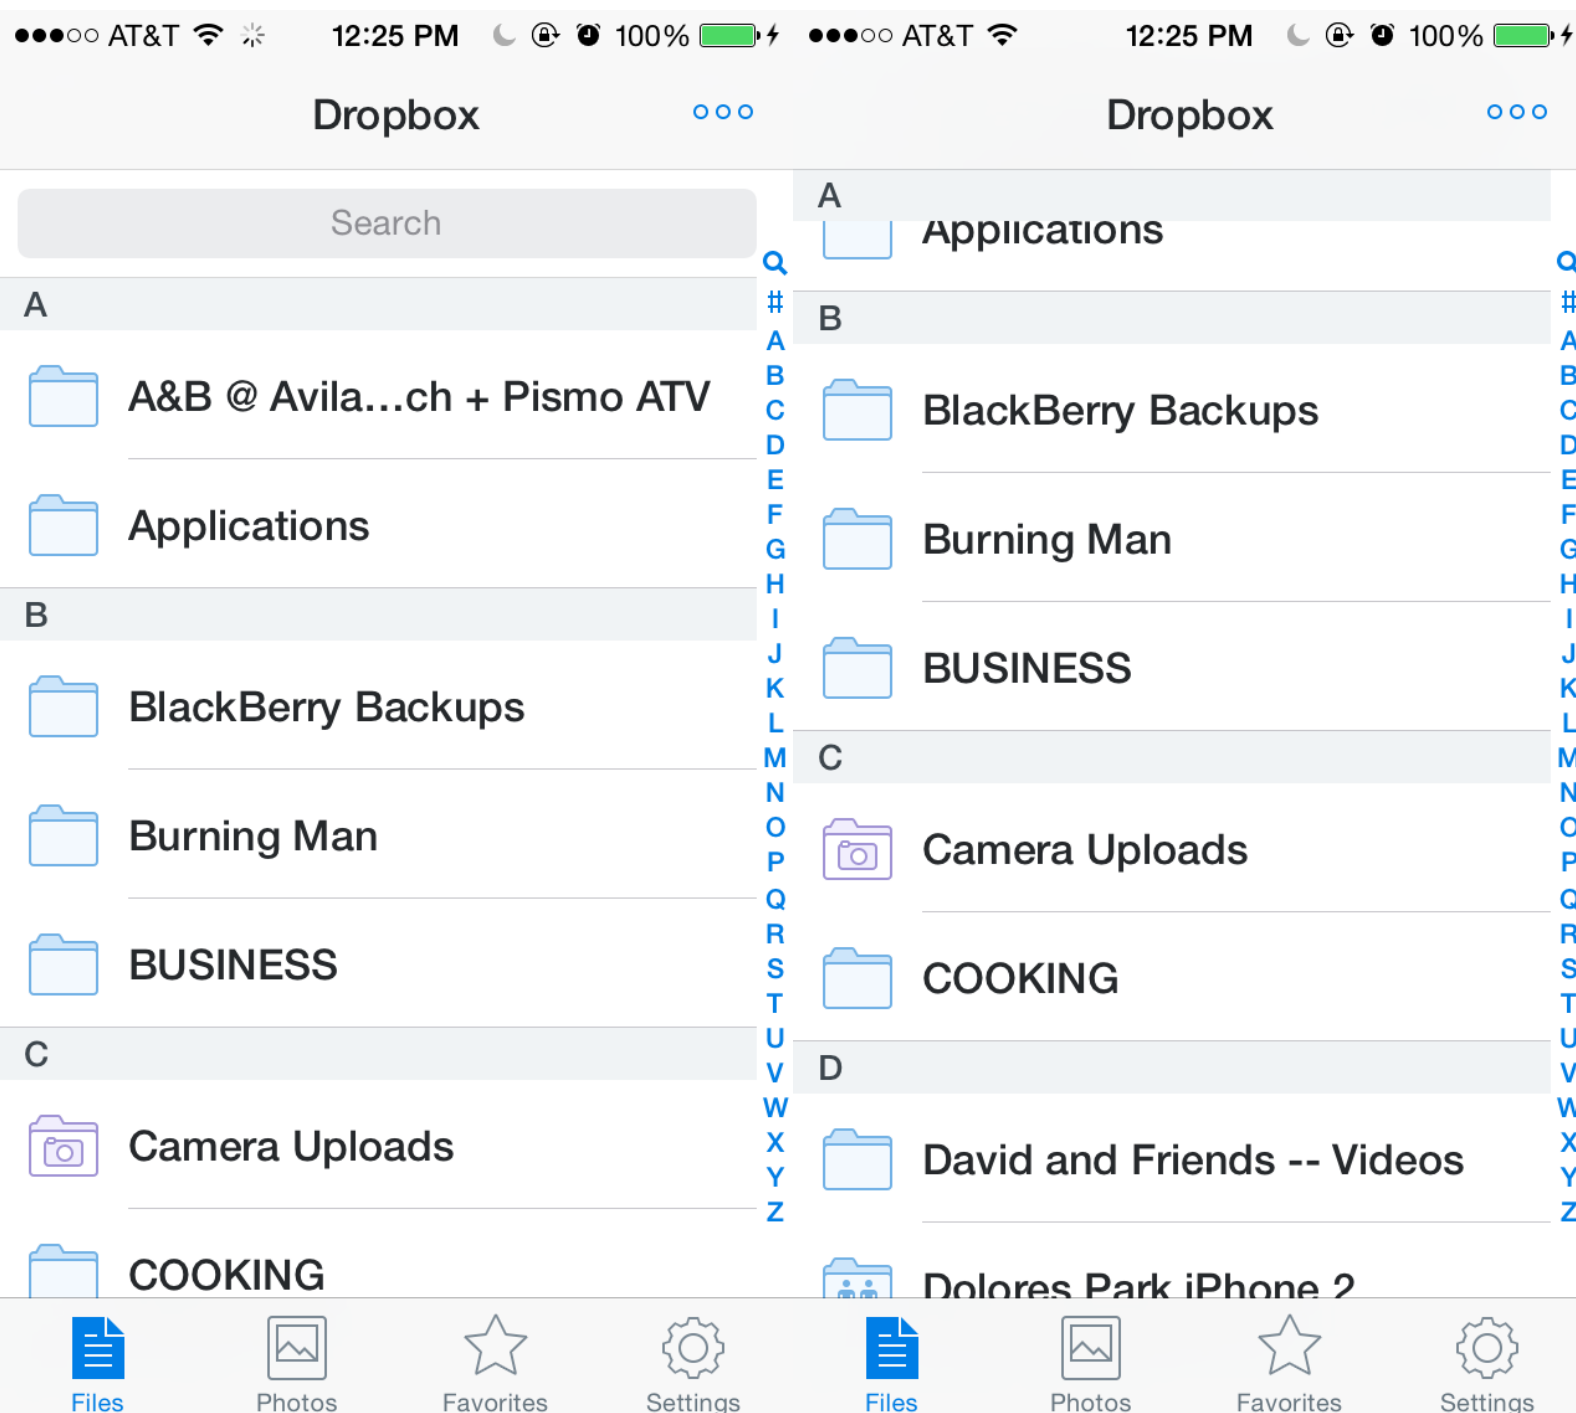 AT&T 12:25 PM 100%
Dropbox
Search
A
A&B @ Avila...ch + Pismo ATV
Applications
B
BlackBerry Backups
Burning Man
BUSINESS
C
Camera Uploads
COOKING
#
A
B
C
D
E
F
G
H
I
J
K
L
M
N
O
P
Q
R
S
T
U
V
W
X
Y
Z
Files Photos Favorites Settings
AT&T 12:25 PM 100%
Dropbox
A
Applications
B
BlackBerry Backups
Burning Man
BUSINESS
C
Camera Uploads
COOKING
D
David and Friends -- Videos
Dolores Park iPhone 2
#
A
B
C
D
E
F
G
H
I
J
K
L
M
N
O
P
Q
R
S
T
U
V
W
X
Y
Z
Files Photos Favorites Settings